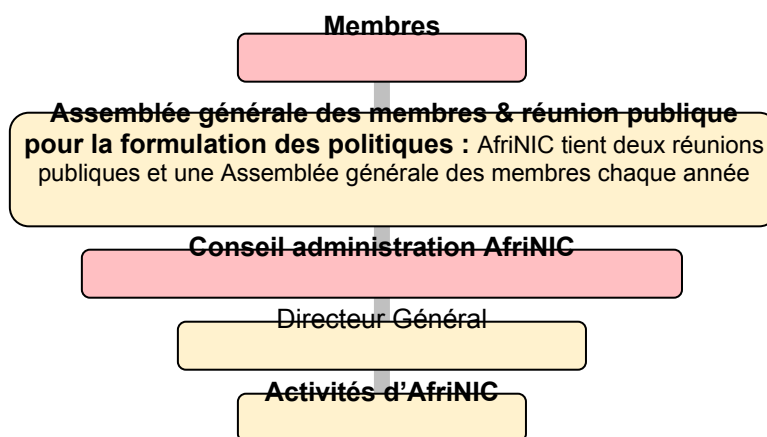 Membres
Assemblée générale des membres & réunion publique
pour la formulation des politiques : AfriNIC tient deux réunions
publiques et une Assemblée générale des membres chaque année
Conseil administration AfriNIC
Directeur Général
Activités d’AfriNIC